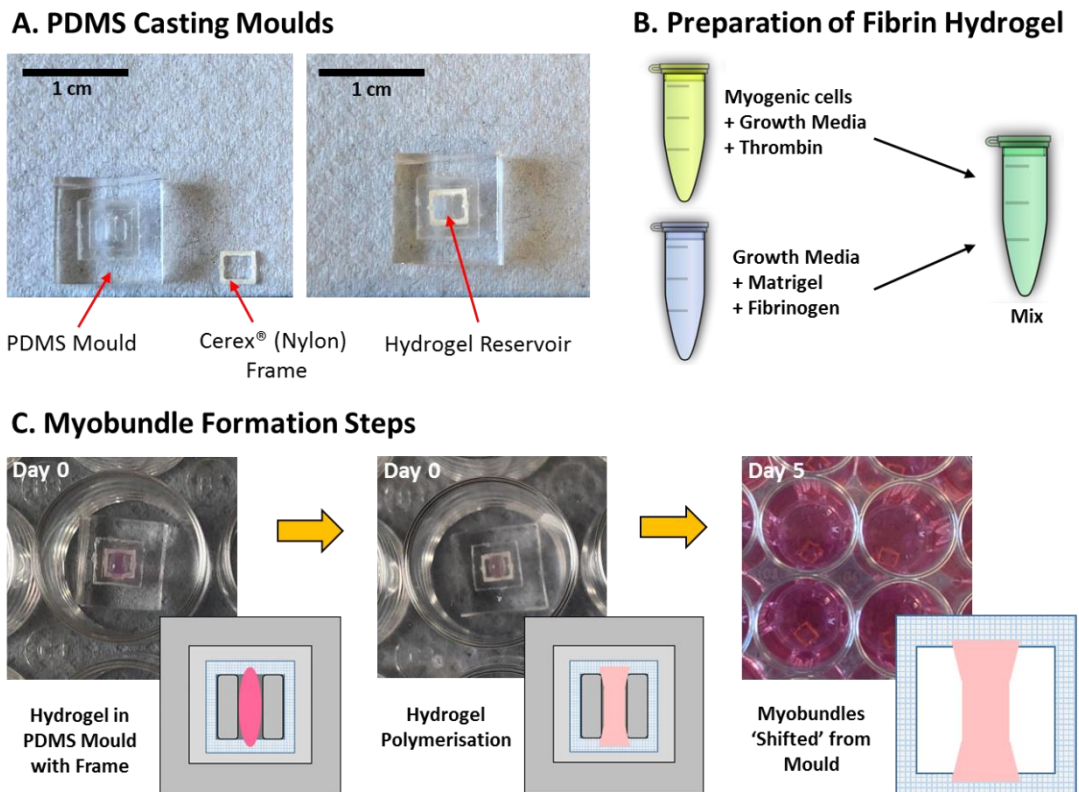 A. PDMS Casting Moulds
1 cm
1 cm
PDMS Mould
Cerex® (Nylon)
Frame
Hydrogel Reservoir
B. Preparation of Fibrin Hydrogel
Myogenic cells
+ Growth Media
+ Thrombin
Growth Media
+ Matrigel
+ Fibrinogen
Mix
C. Myobundle Formation Steps
Day 0
Hydrogel in
PDMS Mould
with Frame
Day 0
Hydrogel
Polymerisation
Day 5
Myobundles
‘Shifted’ from
Mould